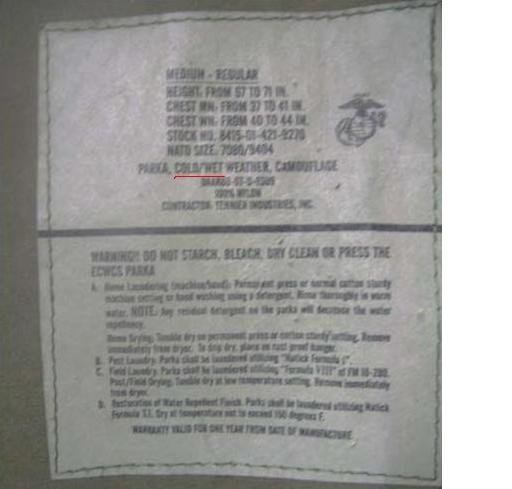 MEDIUM - REGULAR
HEIGHT: FROM 67 TO 71 IN.
CHEST WN: FROM 37 TO 41 IN.
CHEST WN: FROM 40 TO 44 IN.
STOCK NO. 8415-01-421-9270
NATO SIZE: 7080/9404
PARKA, COLD/WET WEATHER, CAMOUFLAGE
100% NYLON
CONTRACTOR: TENNIER INDUSTRIES, INC.
WARNING!! DO NOT STARCH, BLEACH, DRY CLEAN OR PRESS THE
ECWCS PARKA
A. Home Laundering (machine/hand): Permanent press or normal cotton sturdy
machine setting or hand washing using a detergent. Rinse thoroughly in warm
water. NOTE: Any residual detergent on the parka will decrease the water
repellency.
Home Drying: Tumble dry on permanent press or cotton sturdy setting. Remove
immediately from dryer. To drip dry, place on rust proof hanger.
B. Post Laundry: Parka shall be laundered utilizing "Natick Formula
C. Field Laundry. Parka shall be laundered utilizing "Formula VIII" of FM 10-280.
Post/Field Drying: Tumble dry at low temperature setting. Remove immediately
from dryer.
D. Restoration of Water Repellent Finish. Parka shall be laundered utilizing Natick
Formula T.I. Dry at temperature not to exceed 150 degrees F.
WARRANTY VALID FOR ONE YEAR FROM DATE OF MANUFACTURE